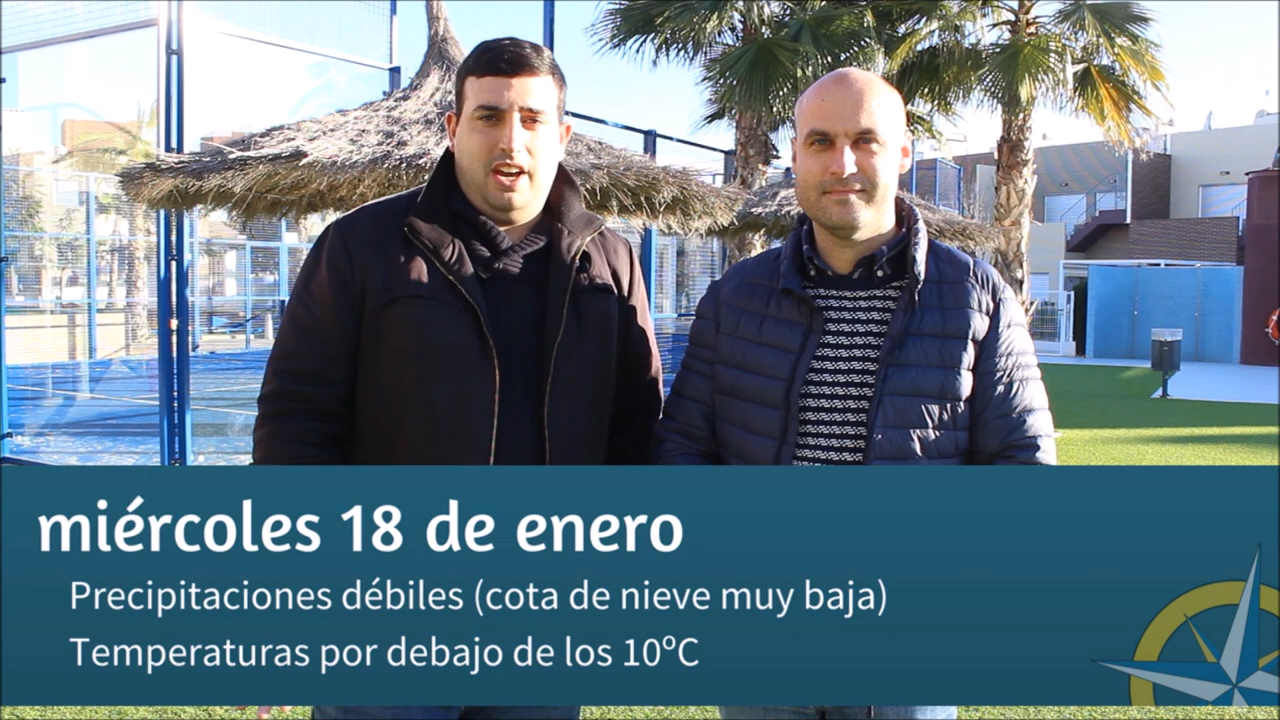 miércoles 18 de enero
Precipitaciones débiles (cota de nieve muy baja)
Temperaturas por debajo de los 10ºC